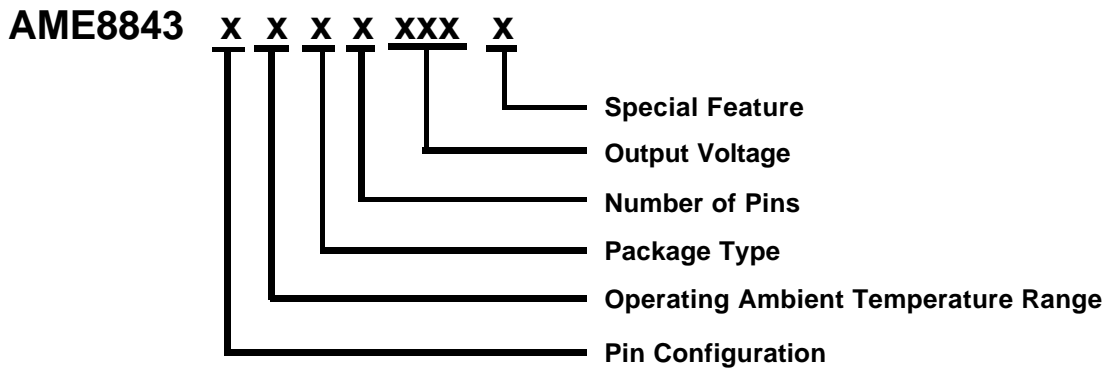 AME8843 x x x x xxx x
Special Feature
Output Voltage
Number of Pins
Package Type
Operating Ambient Temperature Range
Pin Configuration